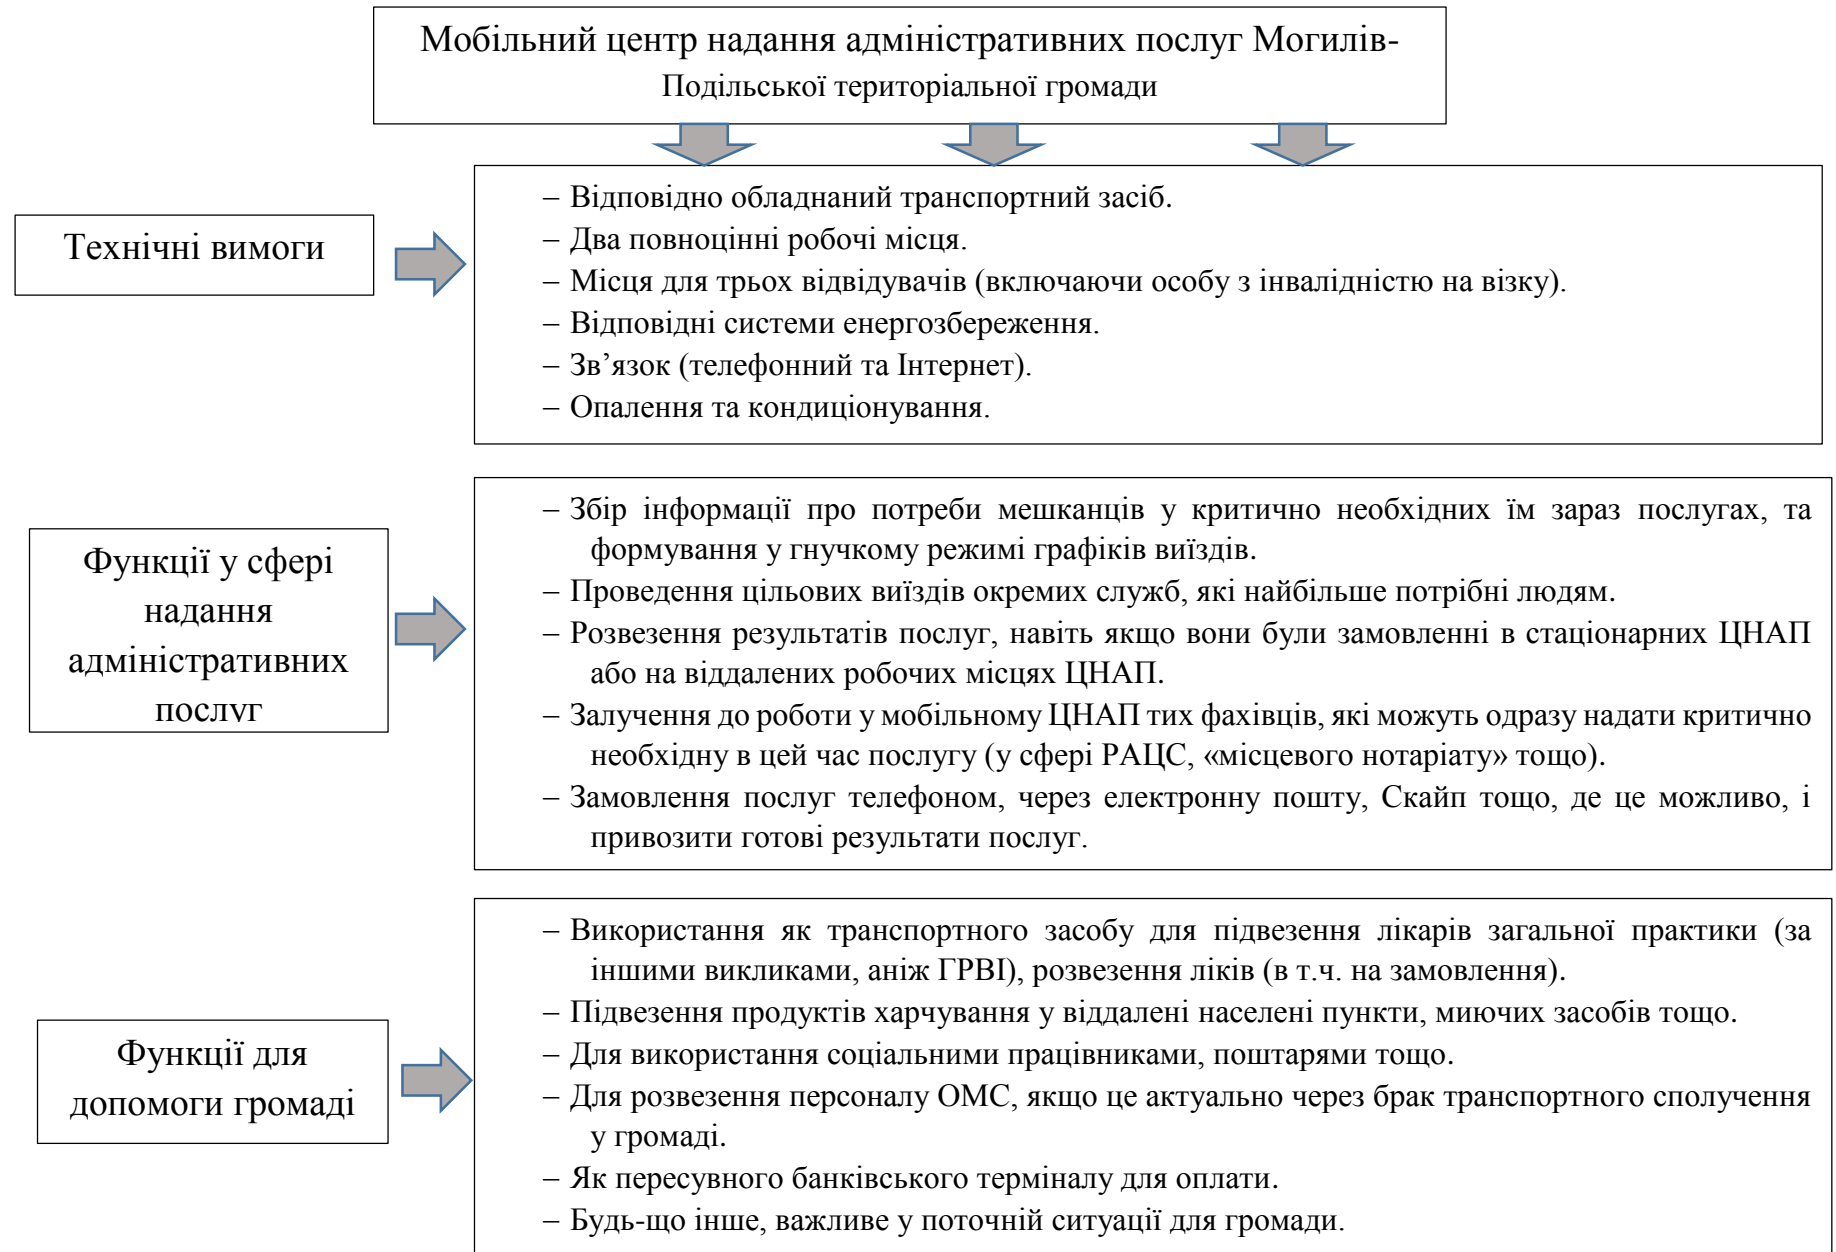 Мобільний центр надання адміністративних послуг Могилів-
Подільської територіальної громади
Технічні вимоги
– Відповідно обладнаний транспортний засіб.
– Два повноцінні робочі місця.
– Місця для трьох відвідувачів (включаючи особу з інвалідністю на візку).
– Відповідні системи енергозбереження.
– Зв’язок (телефонний та Інтернет).
– Опалення та кондиціонування.
Функції у сфері
надання
адміністративних
послуг
– Збір інформації про потреби мешканців у критично необхідних їм зараз послугах, та
формування у гнучкому режимі графіків виїздів.
– Проведення цільових виїздів окремих служб, які найбільше потрібні людям.
– Розвезення результатів послуг, навіть якщо вони були замовленні в стаціонарних ЦНАП
або на віддалених робочих місцях ЦНАП.
– Залучення до роботи у мобільному ЦНАП тих фахівців, які можуть одразу надати критично
необхідну в цей час послугу (у сфері РАЦС, «місцевого нотаріату» тощо).
– Замовлення послуг телефоном, через електронну пошту, Скайп тощо, де це можливо, і
привозити готові результати послуг.
Функції для
допомоги громаді
– Використання як транспортного засобу для підвезення лікарів загальної практики (за
іншими викликами, аніж ГРВІ), розвезення ліків (в т.ч. на замовлення).
– Підвезення продуктів харчування у віддалені населені пункти, миючих засобів тощо.
– Для використання соціальними працівниками, поштарями тощо.
– Для розвезення персоналу ОМС, якщо це актуально через брак транспортного сполучення
у громаді.
– Як пересувного банківського терміналу для оплати.
– Будь-що інше, важливе у поточній ситуації для громади.